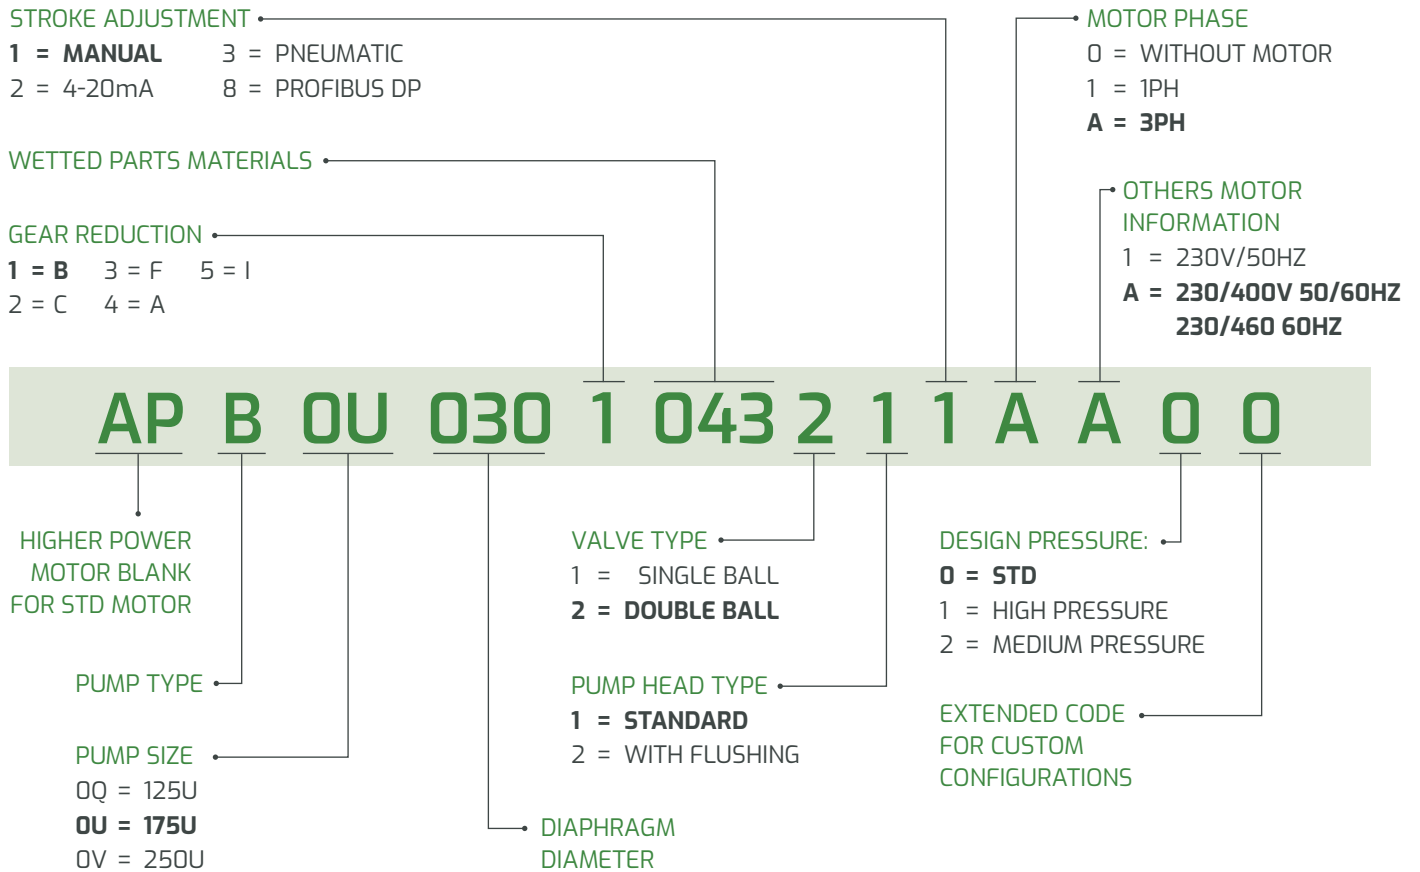 STROKE ADJUSTMENT
1 = MANUAL 3 = PNEUMATIC
2 = 4-20mA 8 = PROFIBUS DP
WETTED PARTS MATERIALS
GEAR REDUCTION
1 = B 3 = F 5 = I
2 = C 4 = A
MOTOR PHASE
0 = WITHOUT MOTOR
1 = 1PH
A = 3PH
OTHERS MOTOR
INFORMATION
1 = 230V/50HZ
A = 230/400V 50/60HZ
230/460 60HZ
AP B 0U 030 1 043 2 1 1 A A 0 0
HIGHER POWER
MOTOR BLANK
FOR STD MOTOR
PUMP TYPE
PUMP SIZE
0Q = 125U
0U = 175U
0V = 250U
VALVE TYPE
1 = SINGLE BALL
2 = DOUBLE BALL
PUMP HEAD TYPE
1 = STANDARD
2 = WITH FLUSHING
DIAPHRAGM
DIAMETER
DESIGN PRESSURE:
0 = STD
1 = HIGH PRESSURE
2 = MEDIUM PRESSURE
EXTENDED CODE
FOR CUSTOM
CONFIGURATIONS